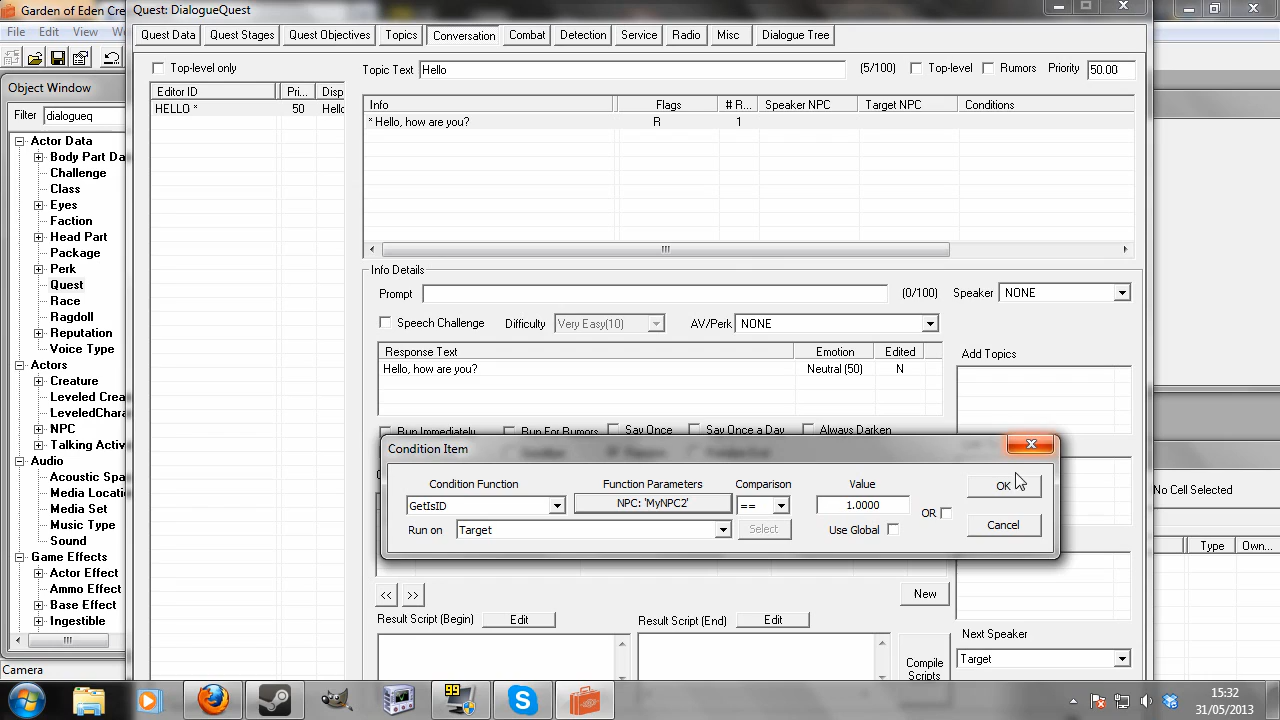 Garden of Eden Cre
Quest: DialogueQuest
File Edit View W
Quest Data Quest Stages Quest Objectives Topics Conversation Combat Detection Service Radio Misc Dialogue Tree
Top-level only
Topic Text Hello (5/100) Top-level Rumors Priority 50.00
Object Window
Filter dialogueq
Editor ID Pri... Disp
HELLO * 50 Hello
Info Flags # R... Speaker NPC Target NPC Conditions
* Hello, how are you? R 1
Actor Data
Body Part Da
Challenge
Class
Eyes
Faction
Head Part
Package
Perk
Quest
Race
Ragdoll
Reputation
Voice Type
Actors
Creature
Leveled Crea
LeveledChara
NPC
Talking Activ
Audio
Acoustic Spa
Media Locati
Media Set
Music Type
Sound
Game Effects
Actor Effect
Ammo Effect
Base Effect
Ingestible
Camera
Info Details
Prompt (0/100) Speaker NONE
Speech Challenge Difficulty Very Easy(10) AV/Perk NONE
Response Text Emotion Edited
Hello, how are you? Neutral (50) N
Add Topics
Run Immediately Run For Rumors Say Once Say Once a Day Always Darken
Condition Item
Condition Function Function Parameters Comparison Value
GetIsID NPC: 'MyNPC2' == 1.0000 OR OK
Run on Target Select Use Global Cancel
No Cell Selected
Type Own...
<< >> New
Result Script (Begin) Edit Result Script (End) Edit
Compile
Scripts
Next Speaker
Target
99
15:32
31/05/2013